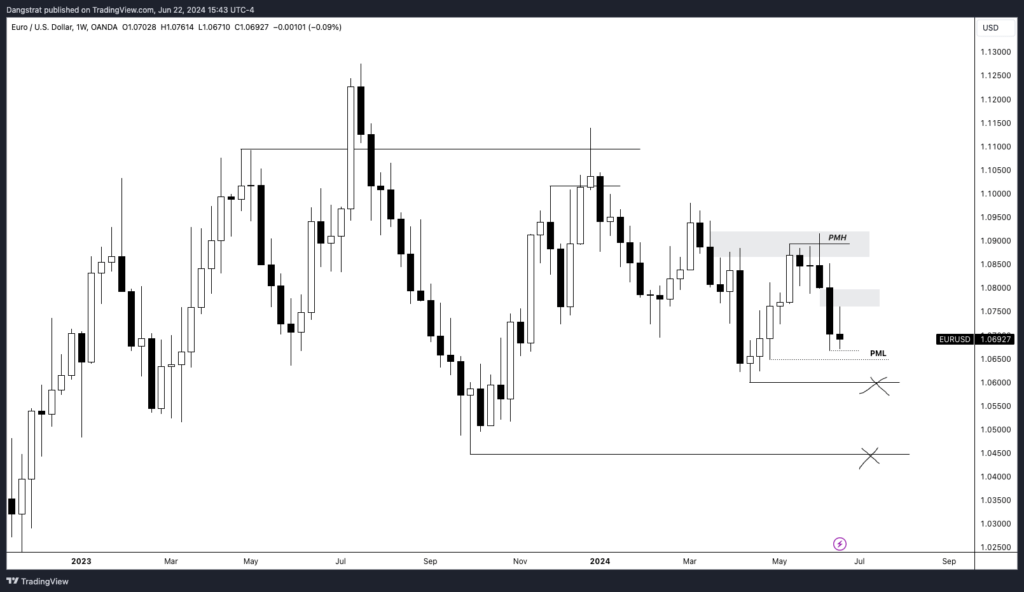 Dangstrat published on TradingView.com, Jun 22, 2024 15:43 UTC-4
Euro / U.S. Dollar, 1W, OANDA O1.07028 H1.07614 L1.06710 C1.06927 −0.00101 (−0.09%)
USD
1.13000
1.12500
1.12000
1.11500
1.11000
1.10500
1.10000
1.09500
1.09000
PMH
1.08500
1.08000
1.07500
EURUSD 1.06927
PML
1.06500
1.06000
1.05500
1.05000
1.04500
1.04000
1.03500
1.03000
1.02500
2023 Mar May Jul Sep Nov 2024 Mar May Jul Sep
TradingView